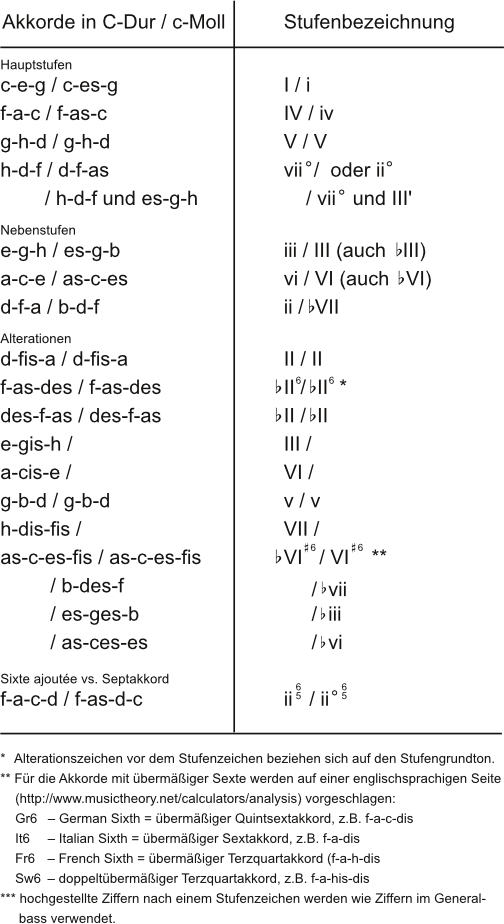 Akkorde in C-Dur / c-Moll Stufenbezeichnung
Hauptstufen
c-e-g / c-es-g I / i
f-a-c / f-as-c IV / iv
g-h-d / g-h-d V / V
h-d-f / d-f-as vii°/ oder ii°
/ h-d-f und es-g-h / vii° und III'
Nebenstufen
e-g-h / es-g-b iii / III (auch ♭III)
a-c-e / as-c-es vi / VI (auch ♭VI)
d-f-a / b-d-f ii / ♭VII
Alterationen
d-fis-a / d-fis-a II / II
f-as-des / f-as-des ♭II⁶/♭II⁶ *
des-f-as / des-f-as ♭II / ♭II
e-gis-h / III /
a-cis-e / VI /
g-b-d / g-b-d v / v
h-dis-fis / VII /
as-c-es-fis / as-c-es-fis ♭VI♯⁶ / VI♯⁶ **
/ b-des-f / ♭vii
/ es-ges-b / ♭iii
/ as-ces-es / ♭vi
Sixte ajoutée vs. Septakkord
f-a-c-d / f-as-d-c ii⁶₅ / ii°⁶₅
* Alterationszeichen vor dem Stufenzeichen beziehen sich auf den Stufengrundton.
** Für die Akkorde mit übermäßiger Sexte werden auf einer englischsprachigen Seite
(http://www.musictheory.net/calculators/analysis) vorgeschlagen:
Gr6 – German Sixth = übermäßiger Quintsextakkord, z.B. f-a-c-dis
It6 – Italian Sixth = übermäßiger Sextakkord, z.B. f-a-dis
Fr6 – French Sixth = übermäßiger Terzquartakkord (f-a-h-dis
Sw6 – doppeltübermäßiger Terzquartakkord, z.B. f-a-his-dis
*** hochgestellte Ziffern nach einem Stufenzeichen werden wie Ziffern im General-
bass verwendet.